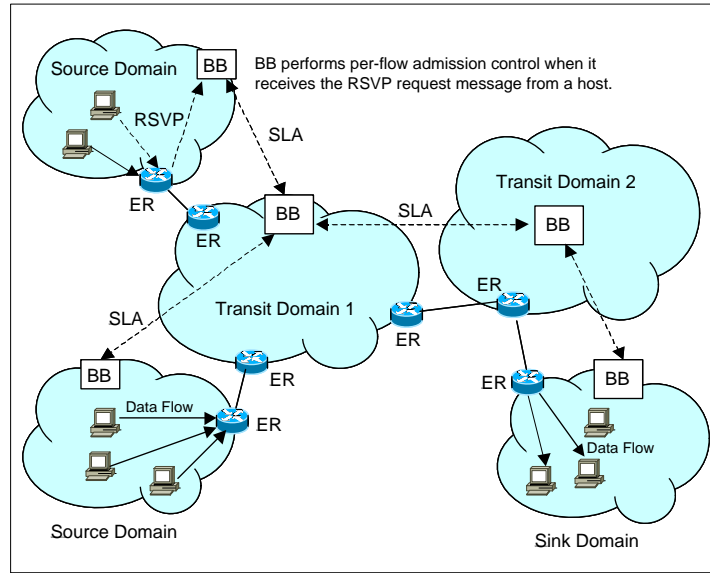 Source Domain
BB
BB performs per-flow admission control when it
receives the RSVP request message from a host.
RSVP
SLA
ER
ER
BB
SLA
Transit Domain 2
BB
ER
Transit Domain 1
SLA
ER
ER
BB
ER
BB
Data Flow
ER
Data Flow
Source Domain
Sink Domain